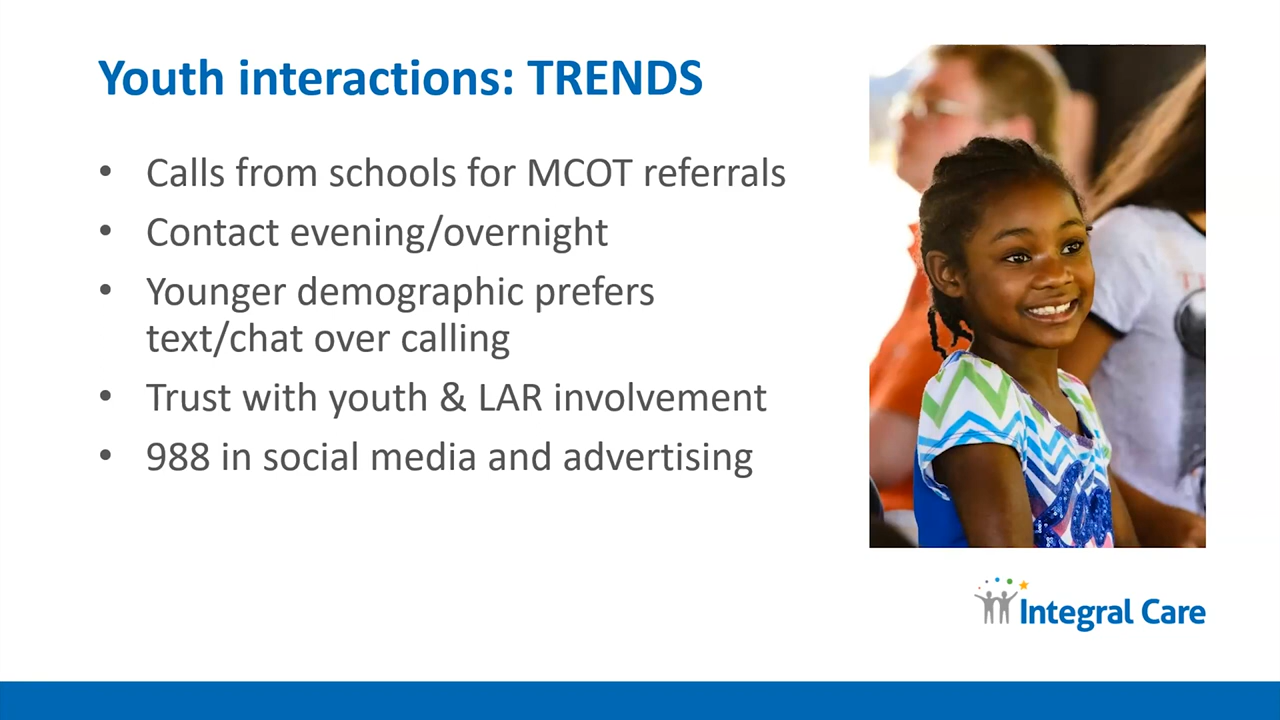 Youth interactions: TRENDS
• Calls from schools for MCOT referrals
• Contact evening/overnight
• Younger demographic prefers
text/chat over calling
• Trust with youth & LAR involvement
• 988 in social media and advertising
Integral Care